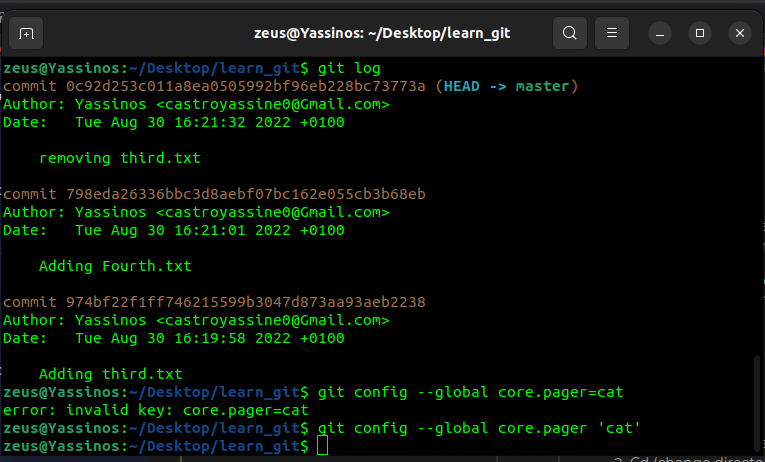 zeus@Yassinos: ~/Desktop/learn_git
zeus@Yassinos:~/Desktop/learn_git$ git log
commit 0c92d253c011a8ea0505992bf96eb228bc73773a (HEAD -> master)
Author: Yassinos <castroyassine0@Gmail.com>
Date:   Tue Aug 30 16:21:32 2022 +0100
removing third.txt
commit 798eda26336bbc3d8aebf07bc162e055cb3b68eb
Author: Yassinos <castroyassine0@Gmail.com>
Date:   Tue Aug 30 16:21:01 2022 +0100
Adding Fourth.txt
commit 974bf22f1ff746215599b3047d873aa93aeb2238
Author: Yassinos <castroyassine0@Gmail.com>
Date:   Tue Aug 30 16:19:58 2022 +0100
Adding third.txt
zeus@Yassinos:~/Desktop/learn_git$ git config --global core.pager=cat
error: invalid key: core.pager=cat
zeus@Yassinos:~/Desktop/learn_git$ git config --global core.pager 'cat'
zeus@Yassinos:~/Desktop/learn_git$